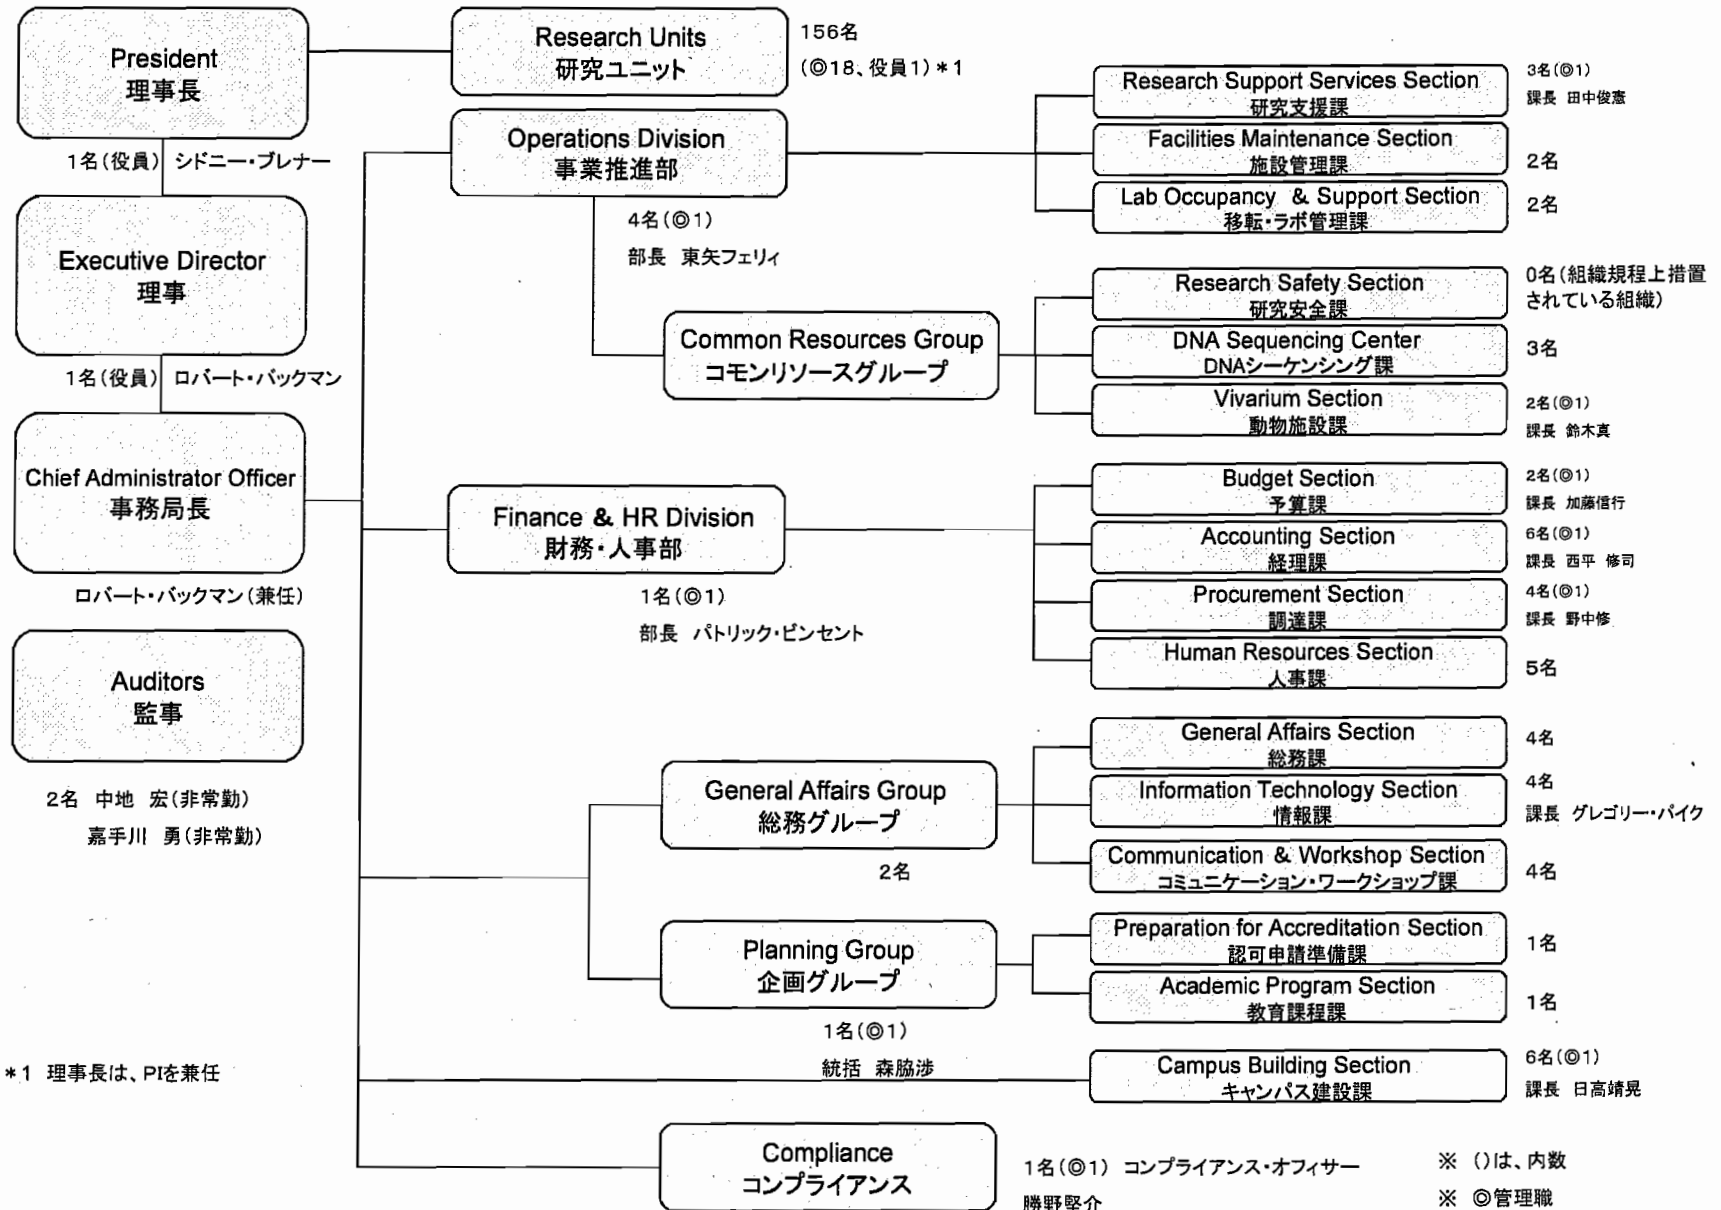 President
理事長
1名(役員) シドニー・ブレナー
Executive Director
理事
1名(役員) ロバート・バックマン
Chief Administrator Officer
事務局長
ロバート・バックマン(兼任)
Auditors
監事
2名 中地 宏(非常勤)
嘉手川 勇(非常勤)
*1 理事長は、PIを兼任
Research Units
研究ユニット
156名
(◎18、役員1)*1
Operations Division
事業推進部
4名(◎1)
部長 東矢フェリィ
Research Support Services Section
研究支援課
3名(◎1)
課長 田中俊憲
Facilities Maintenance Section
施設管理課
2名
Lab Occupancy & Support Section
移転・ラボ管理課
2名
Common Resources Group
コモンリソースグループ
Research Safety Section
研究安全課
0名(組織規程上措置
されている組織)
DNA Sequencing Center
DNAシーケンシング課
3名
Vivarium Section
動物施設課
2名(◎1)
課長 鈴木真
Finance & HR Division
財務・人事部
1名(◎1)
部長 パトリック・ビンセント
Budget Section
予算課
2名(◎1)
課長 加藤信行
Accounting Section
経理課
6名(◎1)
課長 西平 修司
Procurement Section
調達課
4名(◎1)
課長 野中修
Human Resources Section
人事課
5名
General Affairs Group
総務グループ
2名
General Affairs Section
総務課
4名
Information Technology Section
情報課
4名
課長 グレゴリー・パイク
Communication & Workshop Section
コミュニケーション・ワークショップ課
4名
Planning Group
企画グループ
1名(◎1)
統括 森脇渉
Preparation for Accreditation Section
認可申請準備課
1名
Academic Program Section
教育課程課
1名
Campus Building Section
キャンパス建設課
6名(◎1)
課長 日高靖晃
Compliance
コンプライアンス
1名(◎1) コンプライアンス・オフィサー
勝野堅介
※ ()は、内数
※ ◎管理職